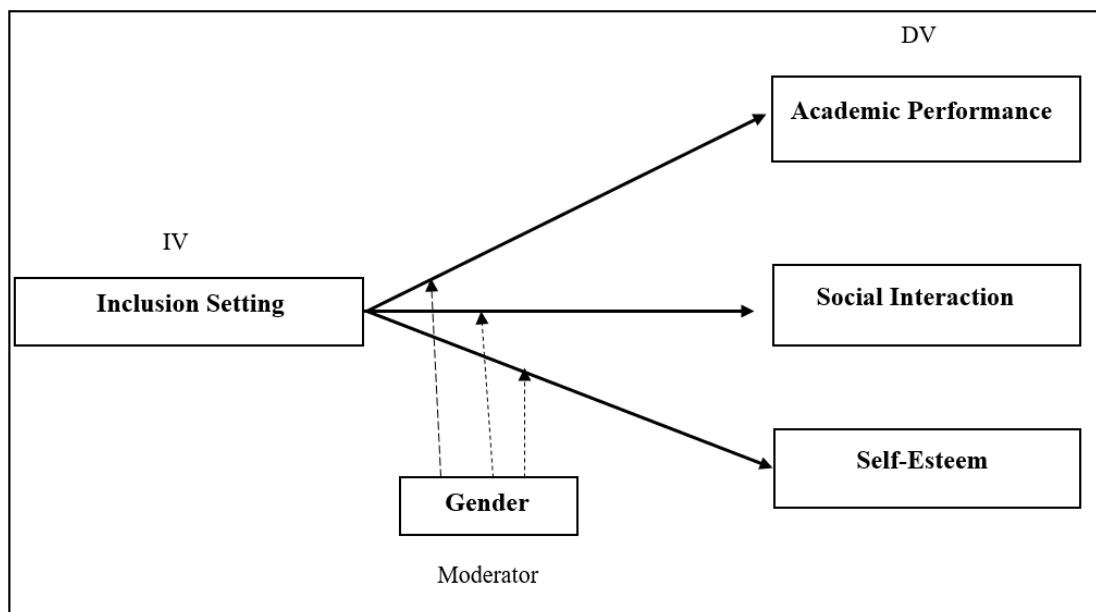 DV
Academic Performance
IV
Inclusion Setting
Social Interaction
Self-Esteem
Gender
Moderator